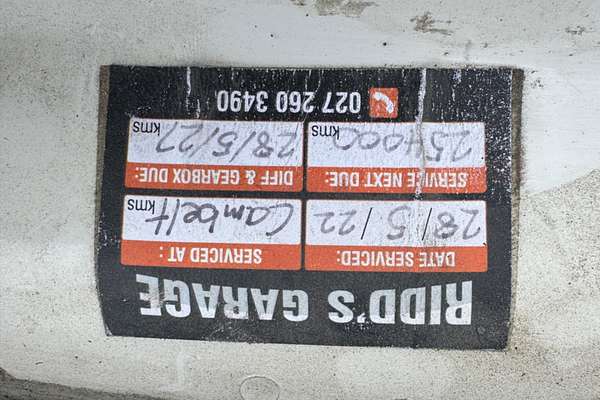 RIDD'S GARAGE
DATE SERVICED: SERVICED AT :
28/5/22 Cambelt kms
SERVICE NEXT DUE: DIFF & GEARBOX DUE:
254000 kms 28/5/27 kms
027 260 3490